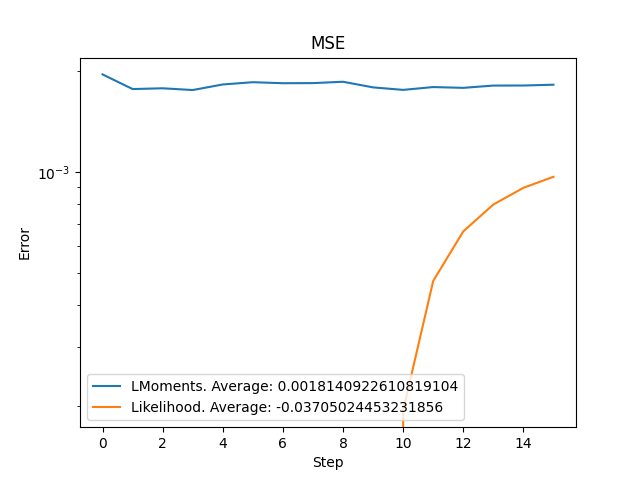 MSE
Error
10⁻³
LMoments. Average: 0.0018140922610819104
Likelihood. Average: -0.03705024453231856
0 2 4 6 8 10 12 14
Step